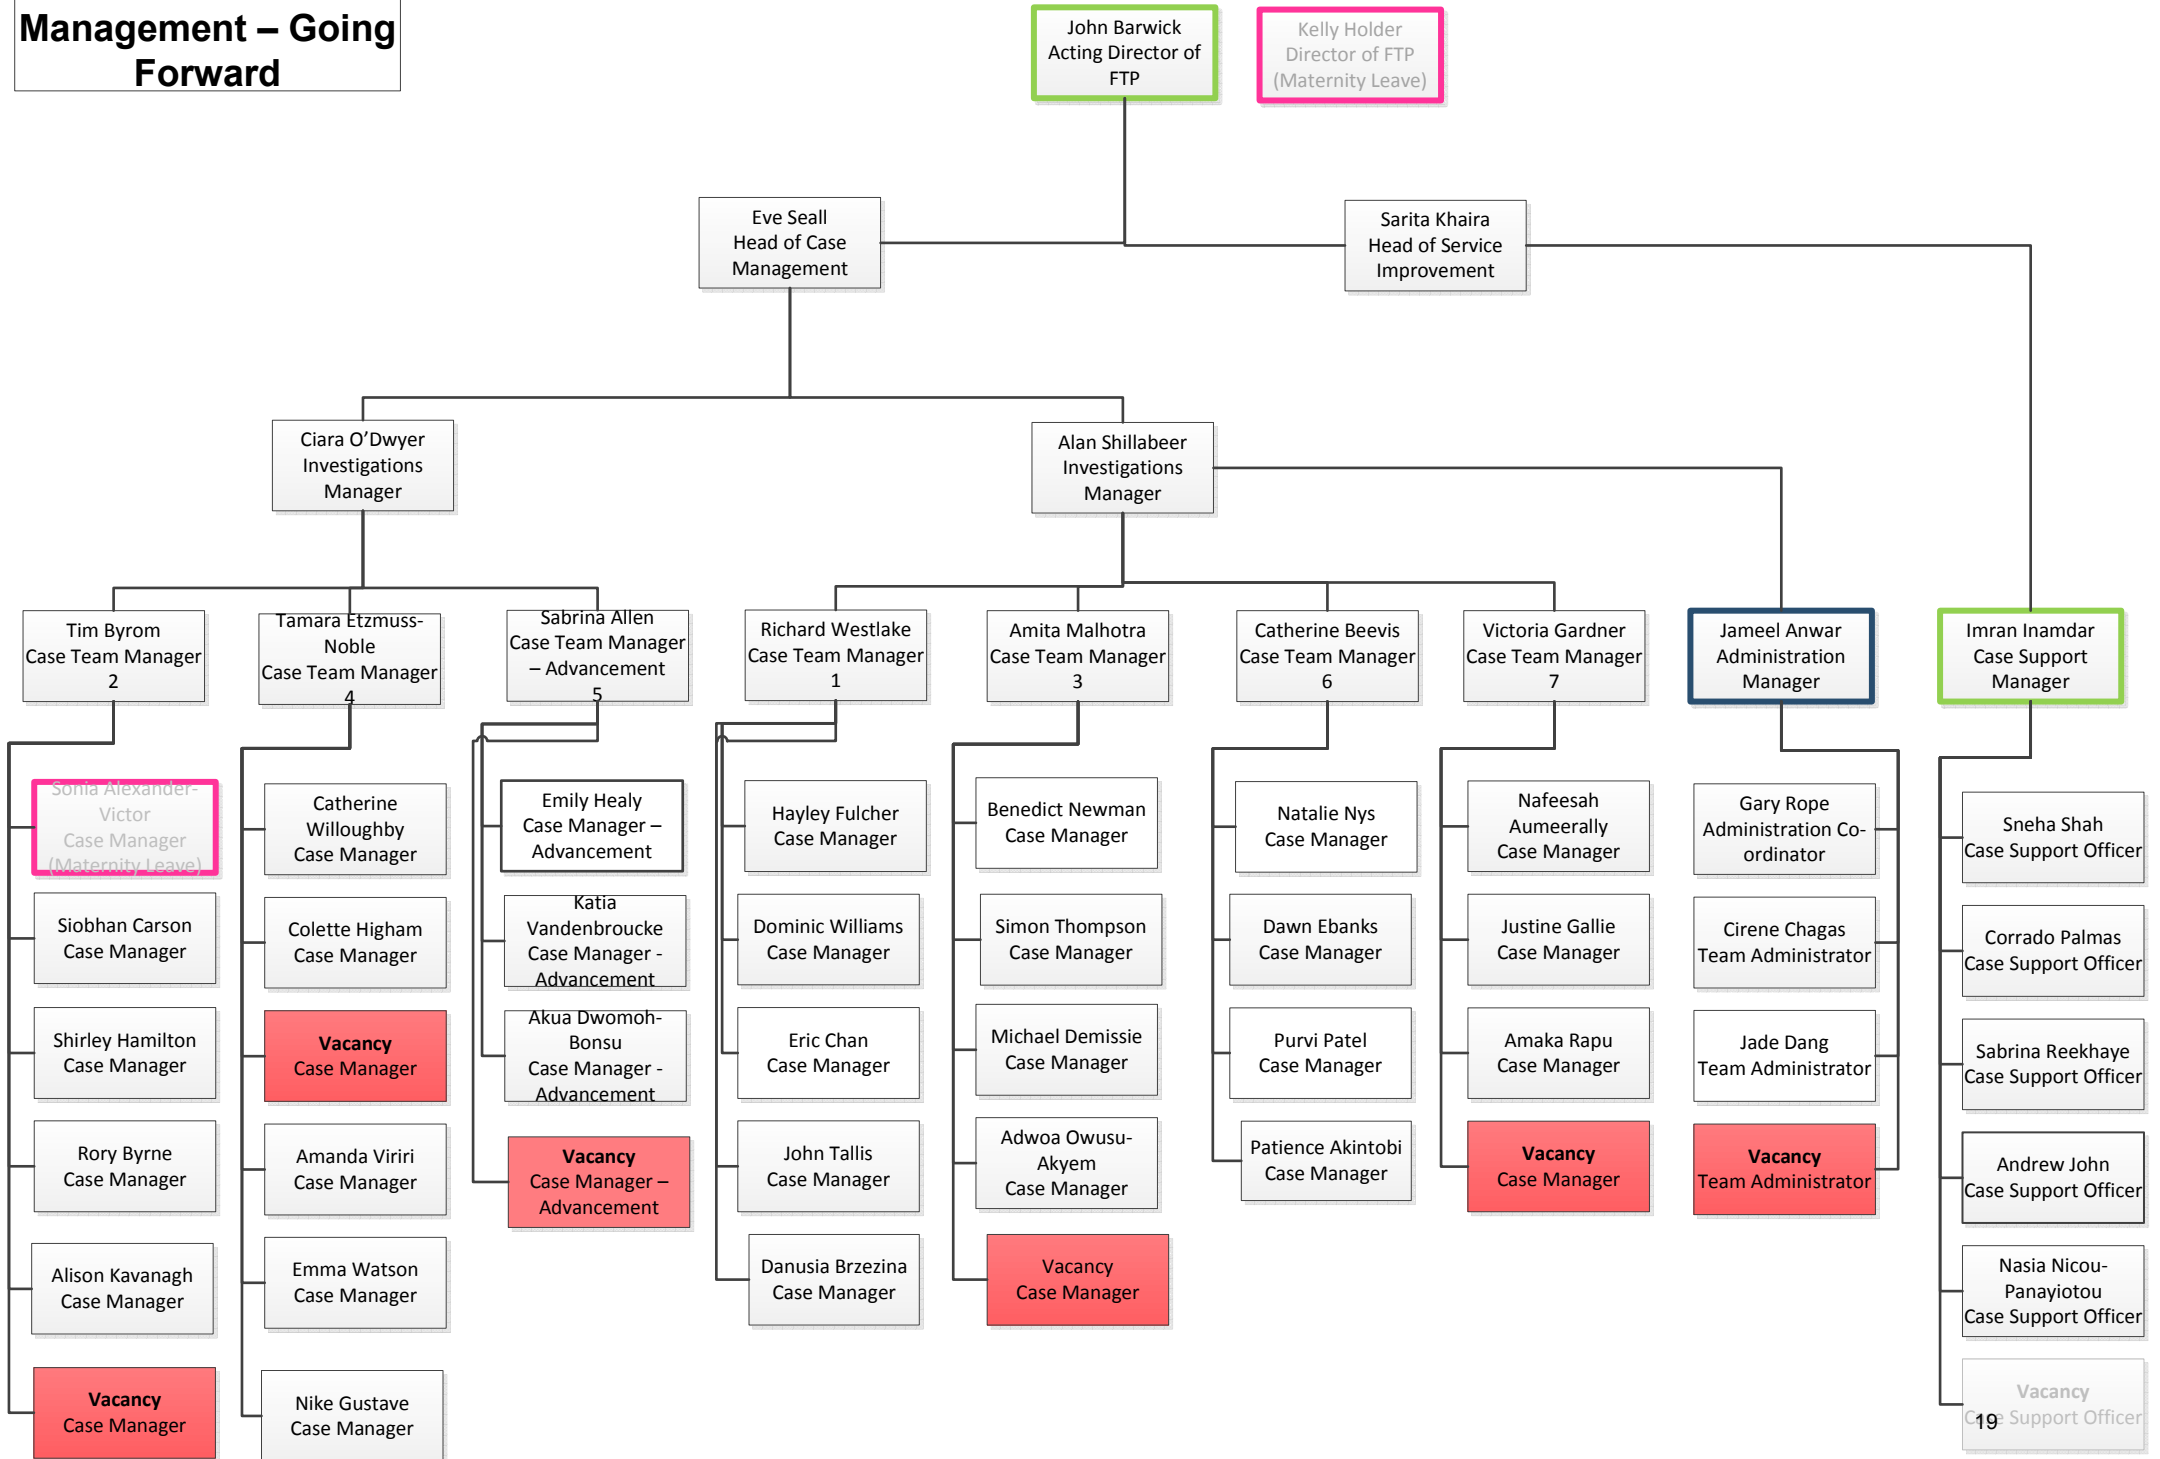 Management – Going
Forward
John Barwick
Acting Director of
FTP
Kelly Holder
Director of FTP
(Maternity Leave)
Eve Seall
Head of Case
Management
Sarita Khaira
Head of Service
Improvement
Ciara O’Dwyer
Investigations
Manager
Alan Shillabeer
Investigations
Manager
Tim Byrom
Case Team Manager
2
Tamara Etzmuss-
Noble
Case Team Manager
4
Sabrina Allen
Case Team Manager
– Advancement
5
Richard Westlake
Case Team Manager
1
Amita Malhotra
Case Team Manager
3
Catherine Beevis
Case Team Manager
6
Victoria Gardner
Case Team Manager
7
Jameel Anwar
Administration
Manager
Imran Inamdar
Case Support
Manager
Sonia Alexander-
Victor
Case Manager
(Maternity Leave)
Siobhan Carson
Case Manager
Shirley Hamilton
Case Manager
Rory Byrne
Case Manager
Alison Kavanagh
Case Manager
Vacancy
Case Manager
Catherine
Willoughby
Case Manager
Colette Higham
Case Manager
Vacancy
Case Manager
Amanda Viriri
Case Manager
Emma Watson
Case Manager
Nike Gustave
Case Manager
Emily Healy
Case Manager –
Advancement
Katia
Vandenbroucke
Case Manager -
Advancement
Akua Dwomoh-
Bonsu
Case Manager -
Advancement
Vacancy
Case Manager –
Advancement
Hayley Fulcher
Case Manager
Dominic Williams
Case Manager
Eric Chan
Case Manager
John Tallis
Case Manager
Danusia Brzezina
Case Manager
Benedict Newman
Case Manager
Simon Thompson
Case Manager
Michael Demissie
Case Manager
Adwoa Owusu-
Akyem
Case Manager
Vacancy
Case Manager
Natalie Nys
Case Manager
Dawn Ebanks
Case Manager
Purvi Patel
Case Manager
Patience Akintobi
Case Manager
Nafeesah
Aumeerally
Case Manager
Justine Gallie
Case Manager
Amaka Rapu
Case Manager
Vacancy
Case Manager
Gary Rope
Administration Co-
ordinator
Cirene Chagas
Team Administrator
Jade Dang
Team Administrator
Vacancy
Team Administrator
Sneha Shah
Case Support Officer
Corrado Palmas
Case Support Officer
Sabrina Reekhaye
Case Support Officer
Andrew John
Case Support Officer
Nasia Nicou-
Panayiotou
Case Support Officer
Vacancy
Case Support Officer
19